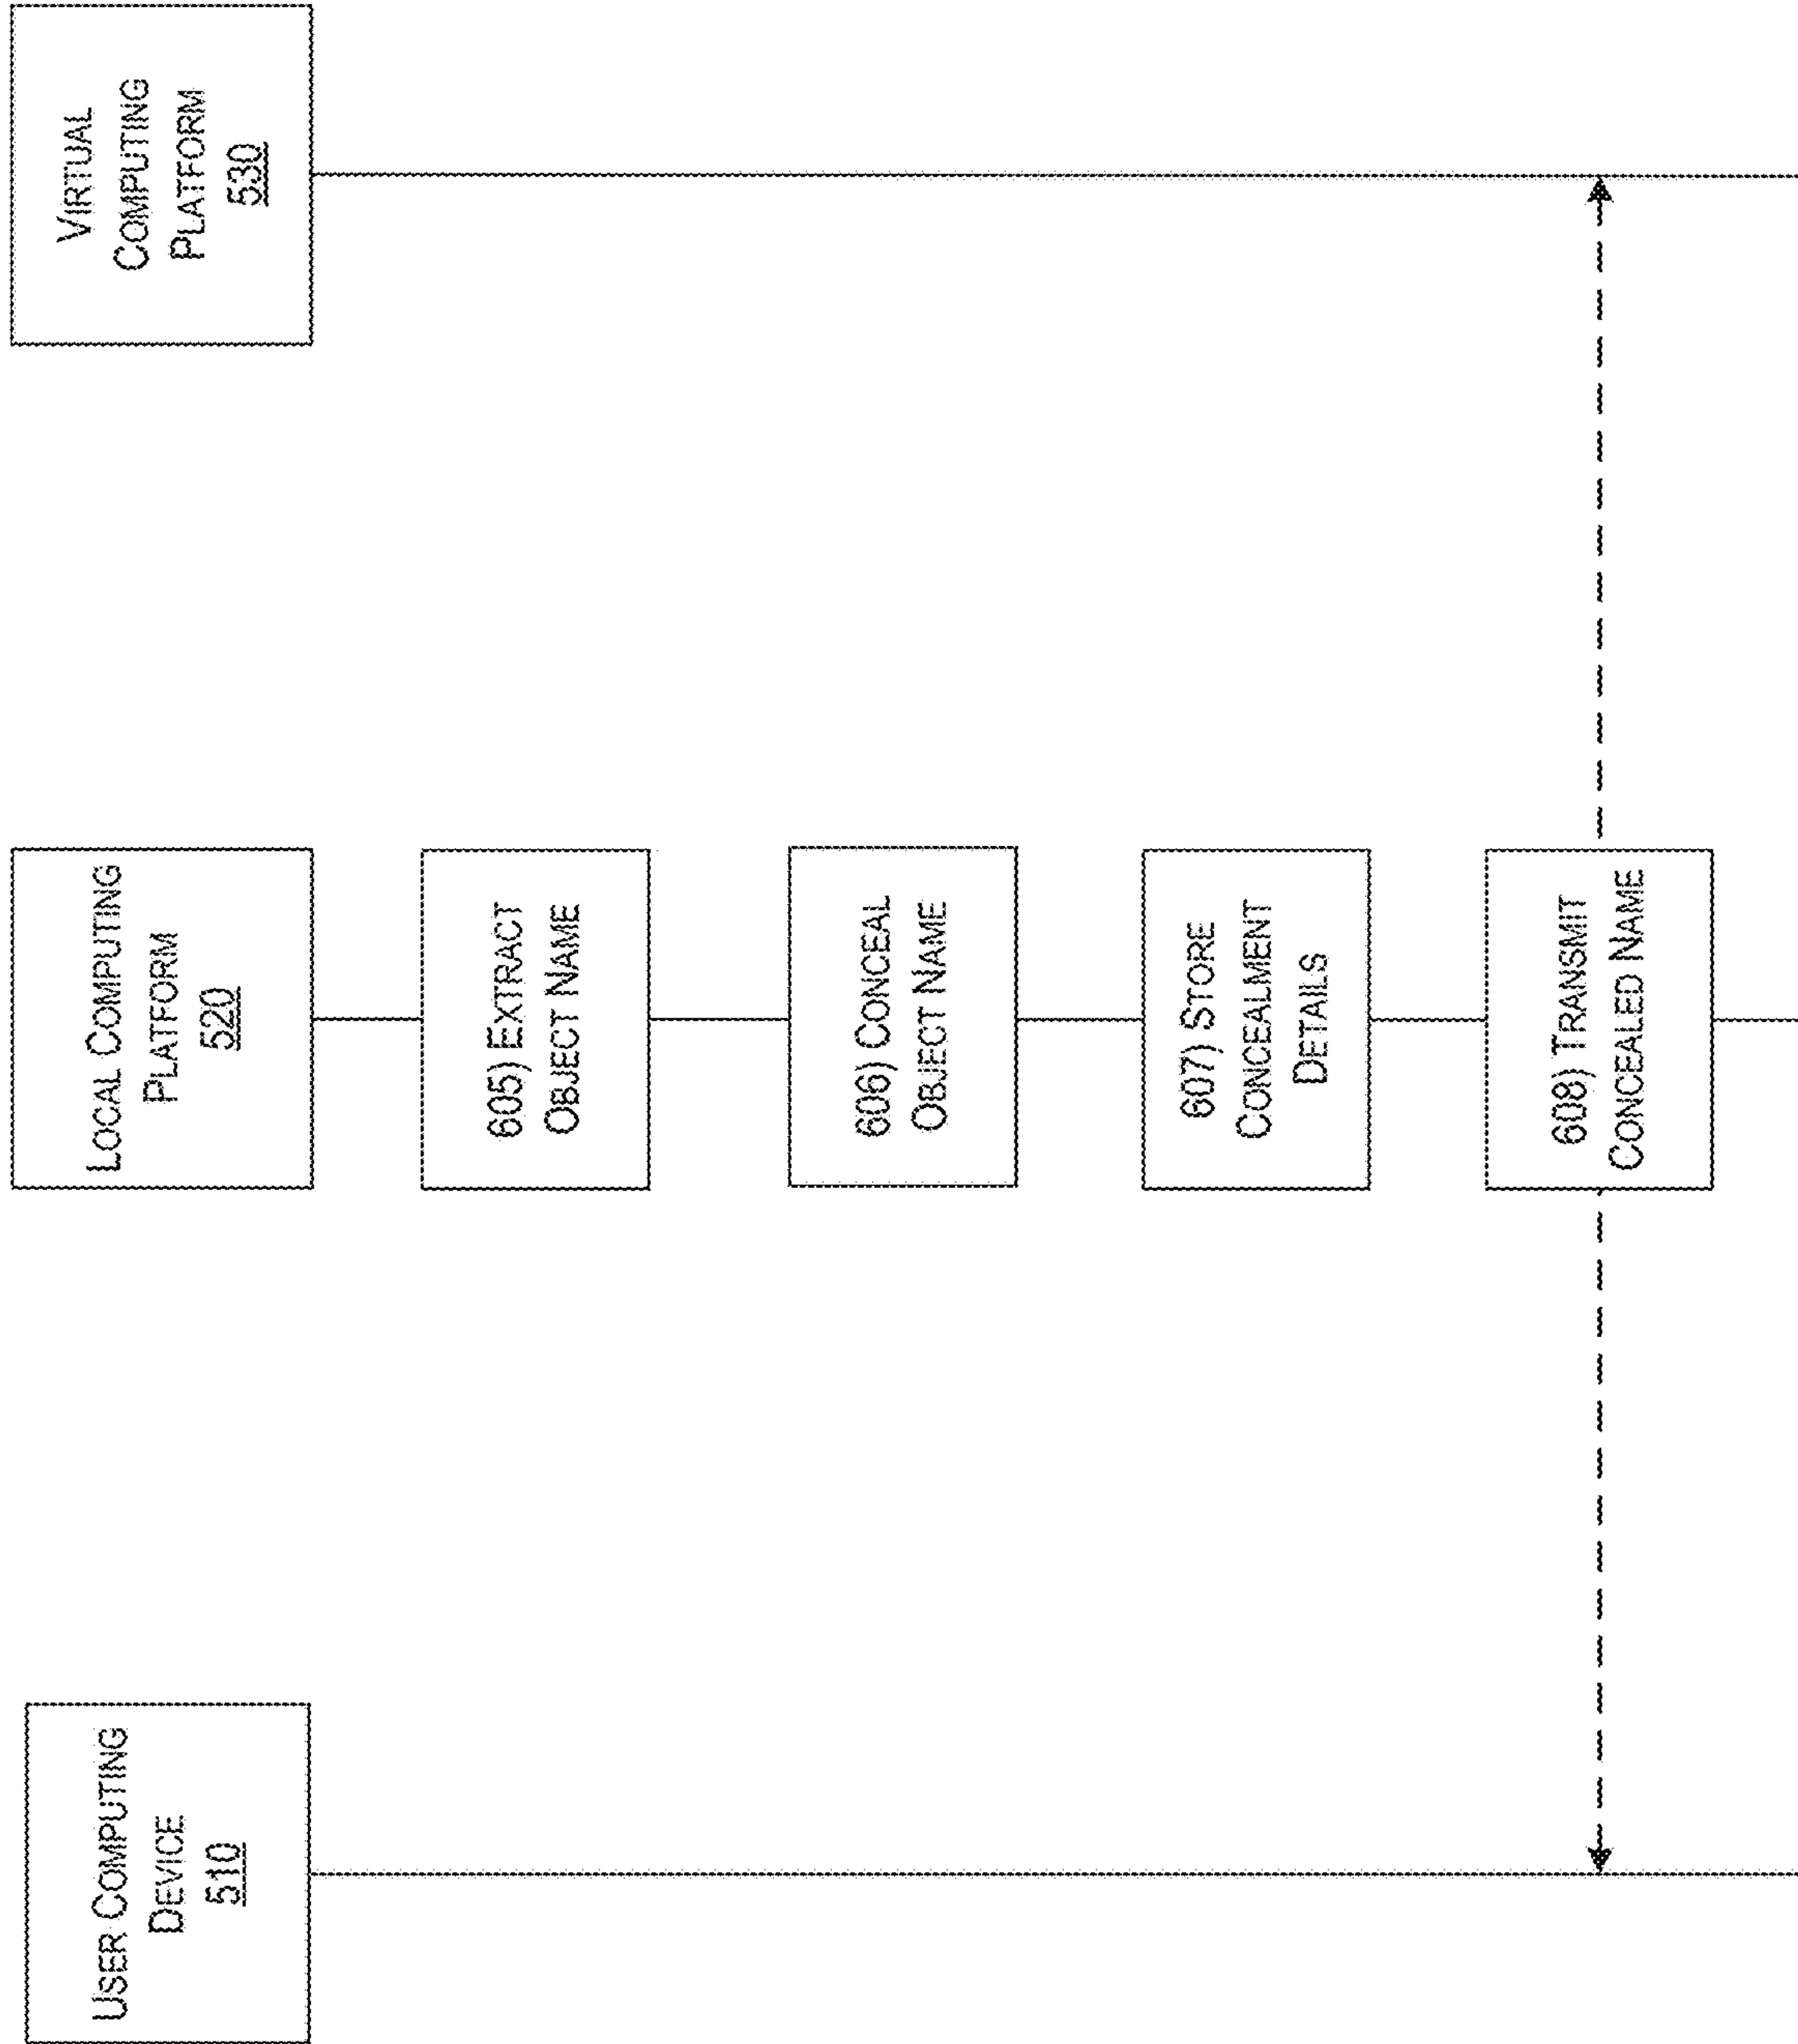 USER COMPUTING
DEVICE
510
LOCAL COMPUTING
PLATFORM
520
VIRTUAL
COMPUTING
PLATFORM
530
605) EXTRACT
OBJECT NAME
606) CONCEAL
OBJECT NAME
607) STORE
CONCEALMENT
DETAILS
608) TRANSMIT
CONCEALED NAME